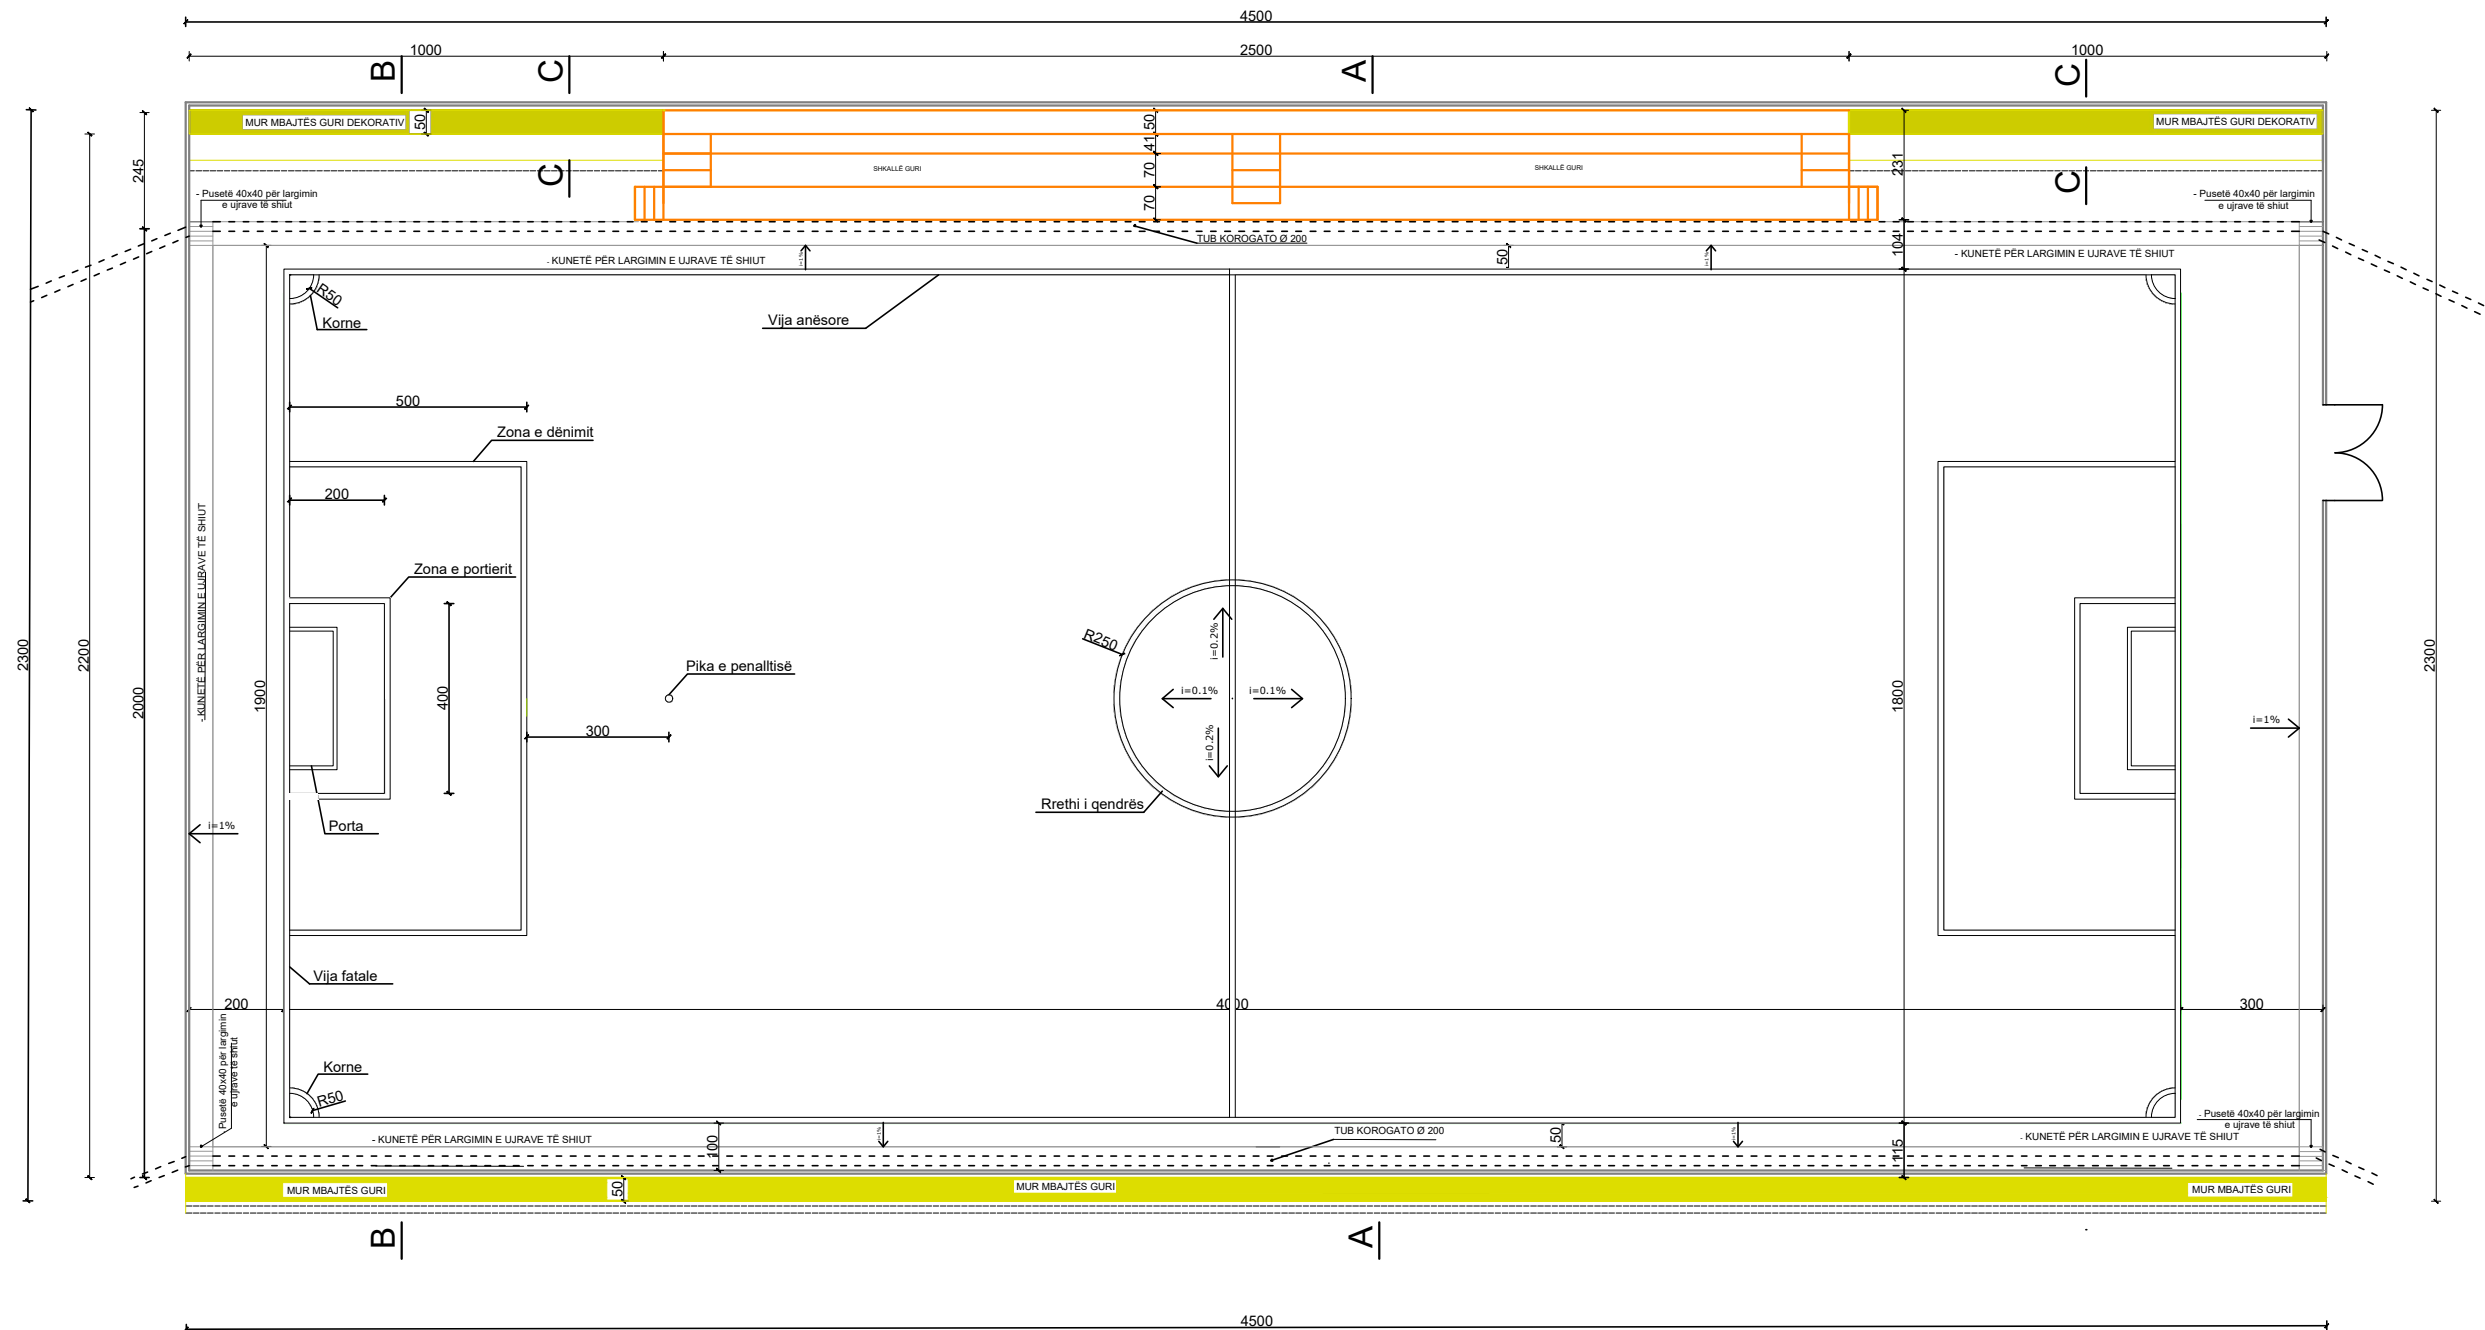 4500
1000
2500
1000
B
C
A
C
MUR MBAJTËS GURI DEKORATIV
50
50
MUR MBAJTËS GURI DEKORATIV
41
245
C
SHKALLË GURI
70
SHKALLË GURI
231
C
- Pusetë 40x40 për largimin
e ujrave të shiut
70
- Pusetë 40x40 për largimin
e ujrave të shiut
TUB KOROGATO Ø 200
104
- KUNETË PËR LARGIMIN E UJRAVE TË SHIUT
i=1%
50
i=1%
- KUNETË PËR LARGIMIN E UJRAVE TË SHIUT
R50
Korne
Vija anësore
500
Zona e dënimit
200
- KUNETË PËR LARGIMIN E UJRAVE TË SHIUT
Zona e portierit
2300
2200
2000
1900
400
Pika e penalltisë
300
R250
i=0.2%
i=0.1%
i=0.1%
i=0.2%
1800
2300
i=1%
Rrethi i qendrës
i=1%
Porta
Vija fatale
200
4000
300
Pusetë 40x40 për largimin
e ujrave të shiut
Korne
R50
- KUNETË PËR LARGIMIN E UJRAVE TË SHIUT
100
i=1%
TUB KOROGATO Ø 200
50
i=1%
115
- Pusetë 40x40 për largimin
e ujrave të shiut
- KUNETË PËR LARGIMIN E UJRAVE TË SHIUT
MUR MBAJTËS GURI
50
MUR MBAJTËS GURI
MUR MBAJTËS GURI
B
A
4500